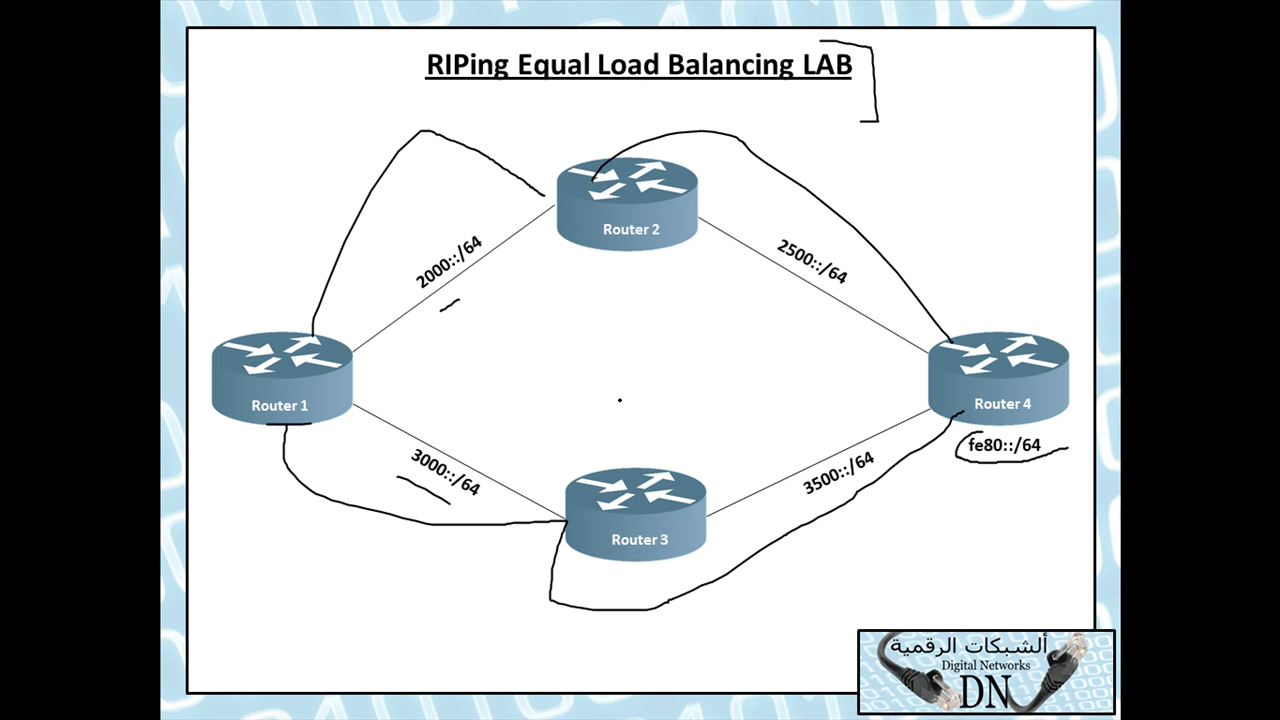 RIPing Equal Load Balancing LAB
Router 2
2000::/64
2500::/64
Router 1
Router 4
fe80::/64
3000::/64
3500::/64
Router 3
ألشبكات الرقمية
Digital Networks
DN